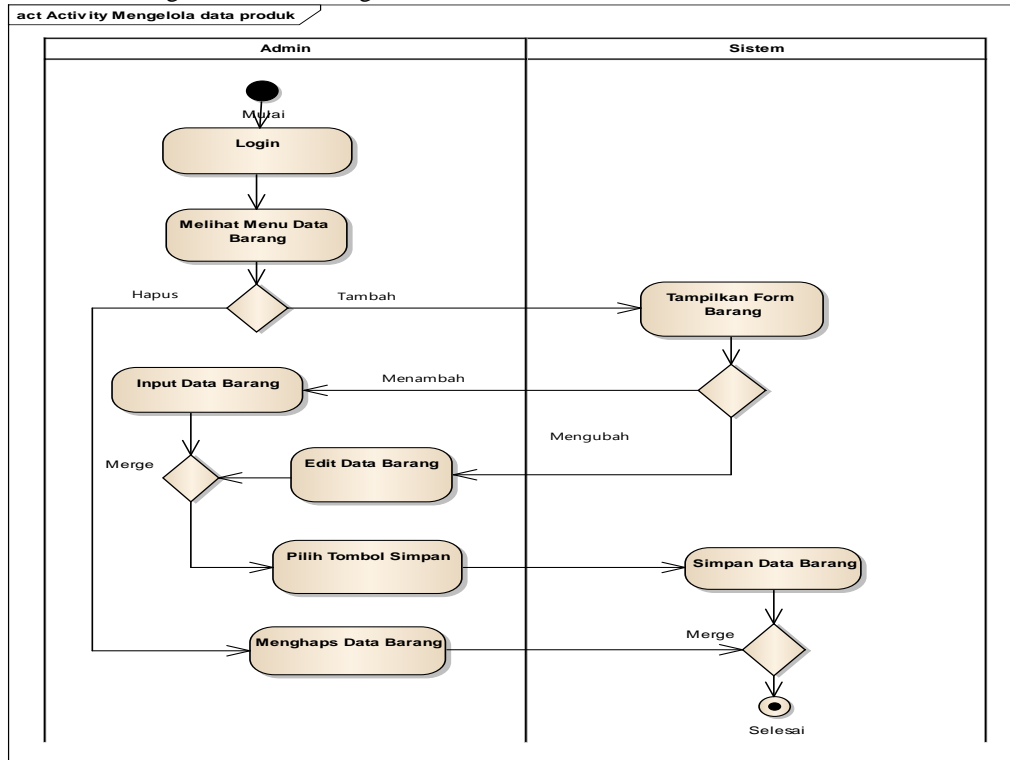 act Activity Mengelola data produk
Admin
Sistem
Mulai
Login
Melihat Menu Data
Barang
Hapus
Tambah
Tampilkan Form
Barang
Input Data Barang
Menambah
Mengubah
Merge
Edit Data Barang
Pilih Tombol Simpan
Simpan Data Barang
Menghaps Data Barang
Merge
Selesai